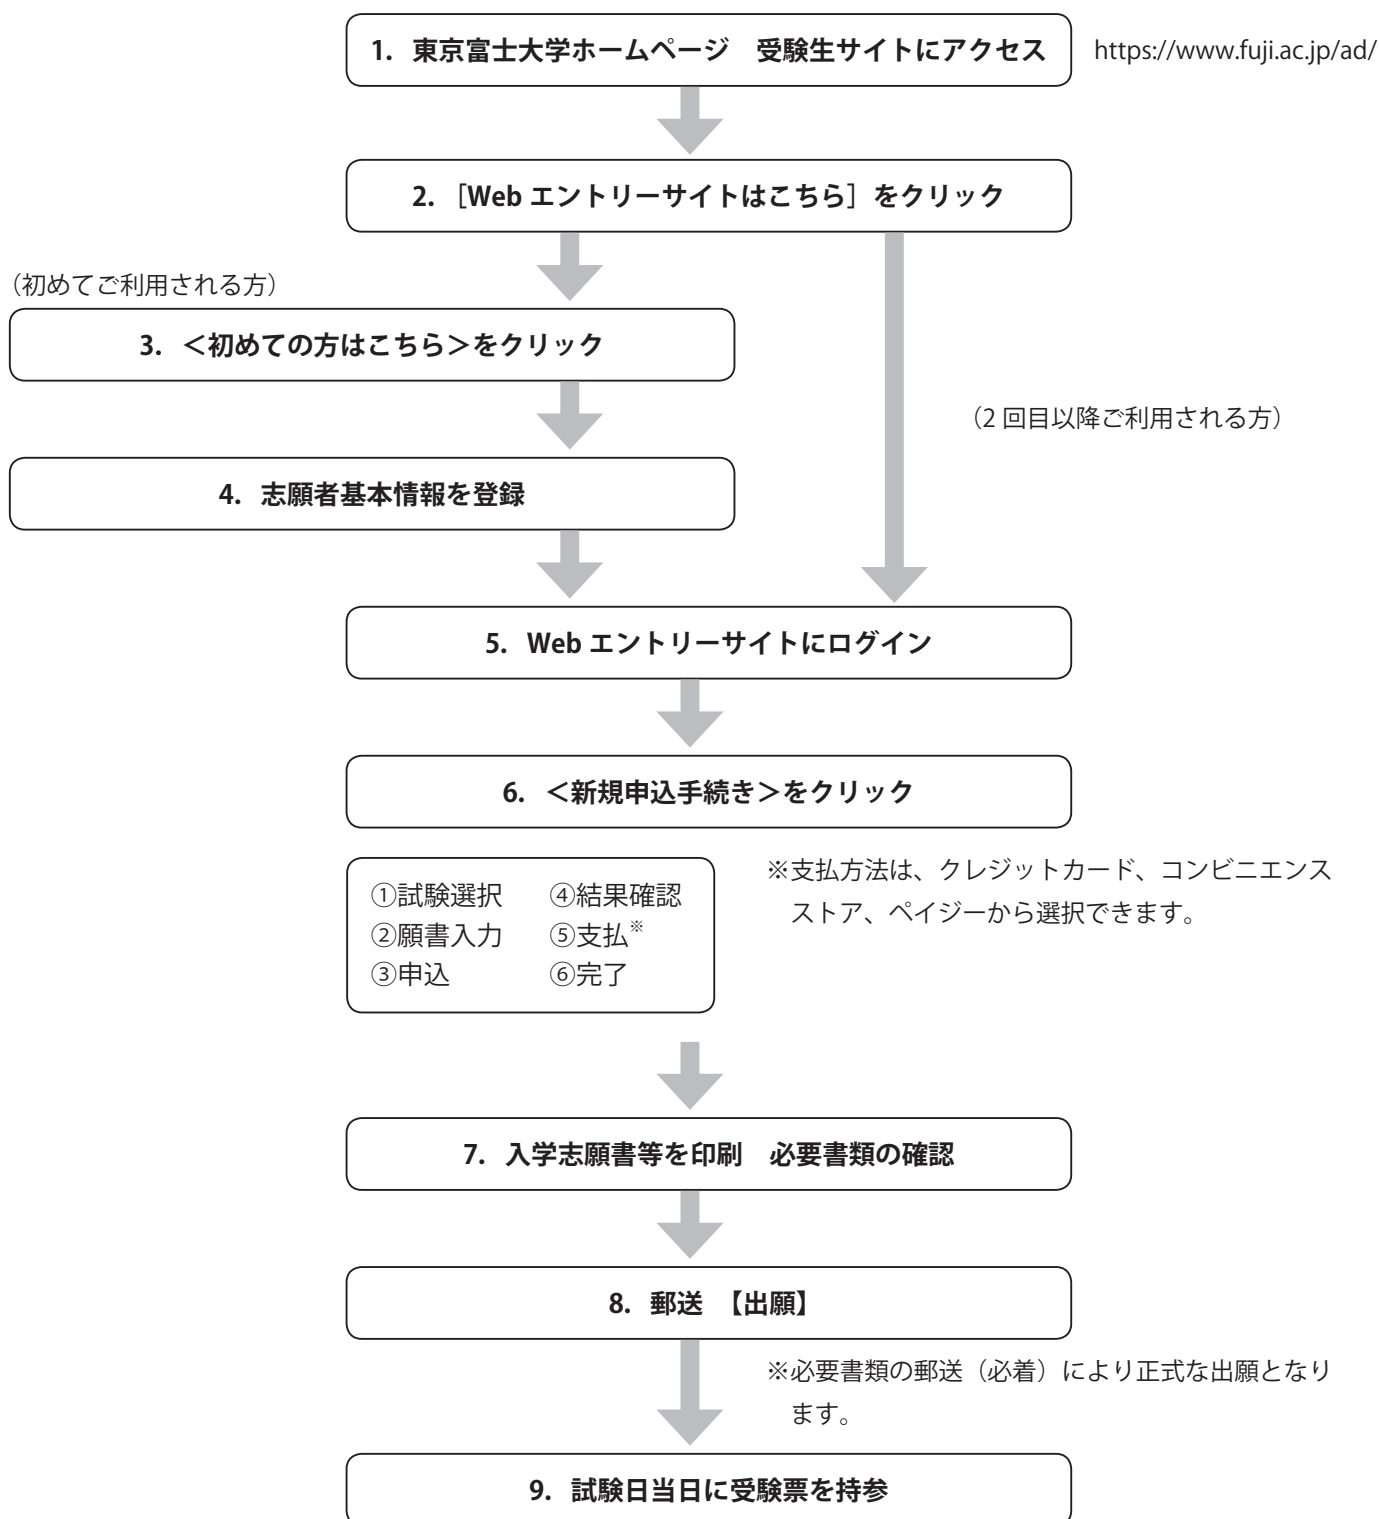 1. 東京富士大学ホームページ　受験生サイトにアクセス
https://www.fuji.ac.jp/ad/
2. ［Web エントリーサイトはこちら］をクリック
（初めてご利用される方）
3. ＜初めての方はこちら＞をクリック
（2 回目以降ご利用される方）
4. 志願者基本情報を登録
5. Web エントリーサイトにログイン
6. ＜新規申込手続き＞をクリック
①試験選択
②願書入力
③申込
④結果確認
⑤支払※
⑥完了
※支払方法は、クレジットカード、コンビニエンス
ストア、ペイジーから選択できます。
7. 入学志願書等を印刷　必要書類の確認
8. 郵送　【出願】
※必要書類の郵送（必着）により正式な出願となり
ます。
9. 試験日当日に受験票を持参